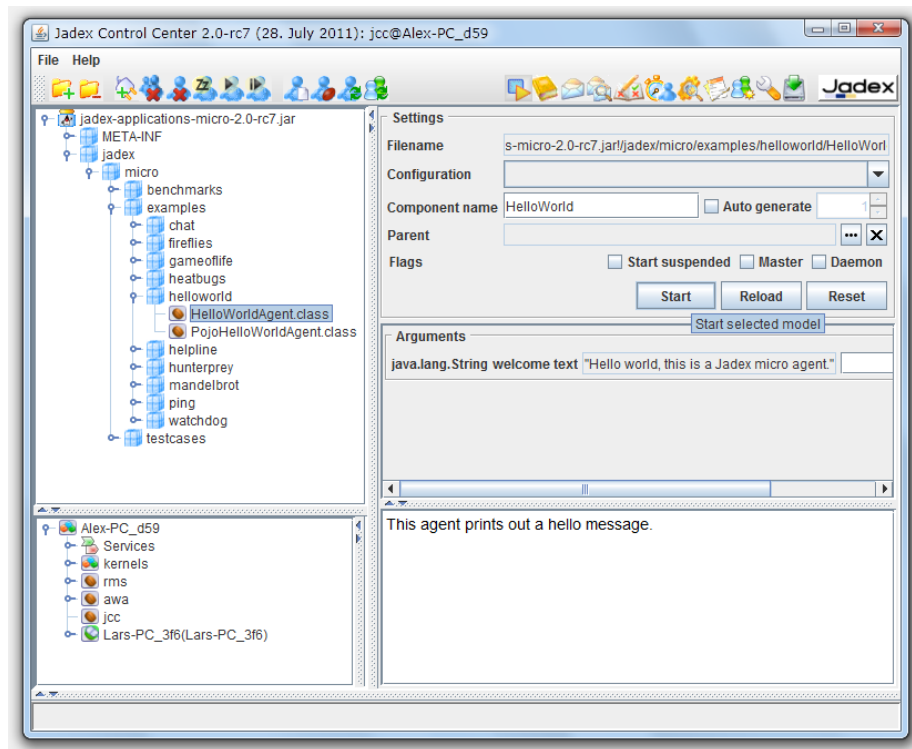 Jadex Control Center 2.0-rc7 (28. July 2011): jcc@Alex-PC_d59
File Help
Jadex
jadex-applications-micro-2.0-rc7.jar
META-INF
jadex
micro
benchmarks
examples
chat
fireflies
gameoflife
heatbugs
helloworld
HelloWorldAgent.class
PojoHelloWorldAgent.class
helpline
hunterprey
mandelbrot
ping
watchdog
testcases
Alex-PC_d59
Services
kernels
rms
awa
jcc
Lars-PC_3f6(Lars-PC_3f6)
Settings
Filename s-micro-2.0-rc7.jar!/jadex/micro/examples/helloworld/HelloWorl
Configuration
Component name HelloWorld Auto generate 1
Parent ...
Flags Start suspended Master Daemon
Start Reload Reset
Start selected model
Arguments
java.lang.String welcome text "Hello world, this is a Jadex micro agent."
This agent prints out a hello message.